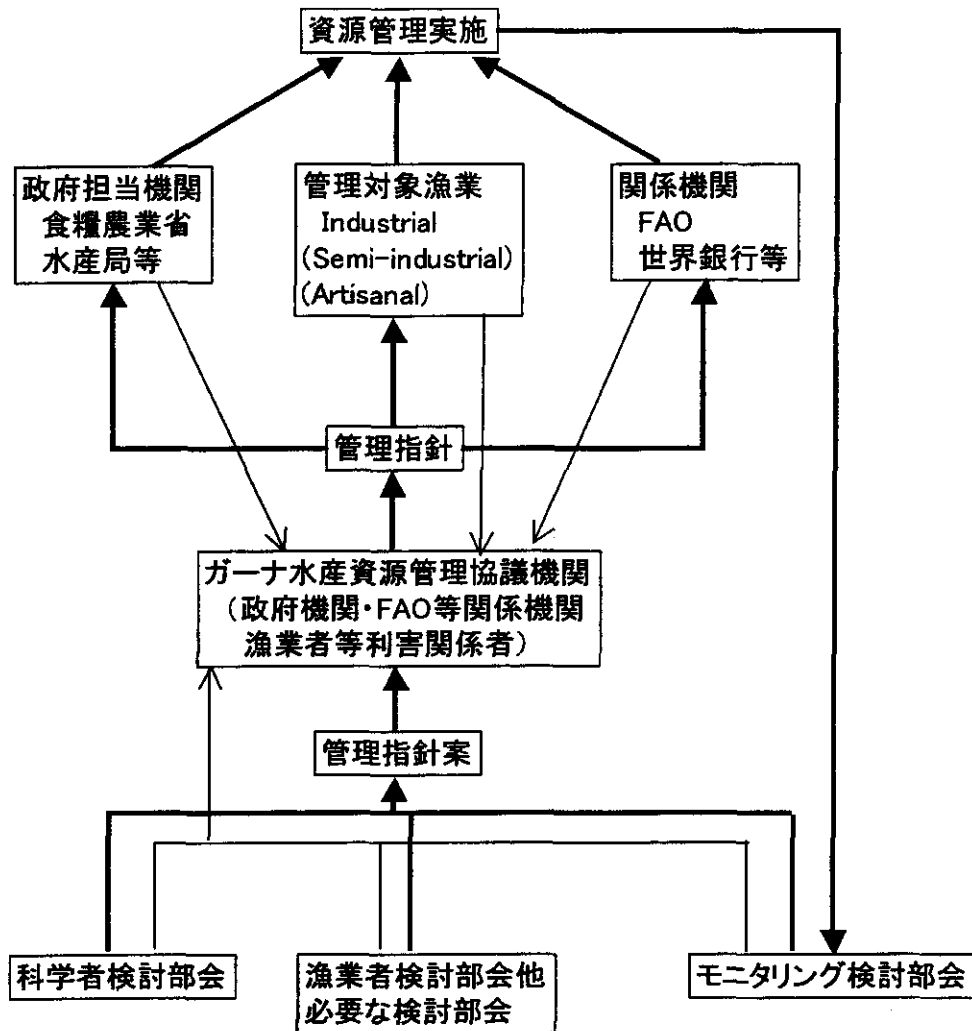 資源管理実施
政府担当機関
食糧農業省
水産局等
管理対象漁業
Industrial
(Semi-industrial)
(Artisanal)
関係機関
FAO
世界銀行等
管理指針
ガーナ水産資源管理協議機関
（政府機関・FAO等関係機関
漁業者等利害関係者）
管理指針案
科学者検討部会
漁業者検討部会他
必要な検討部会
モニタリング検討部会